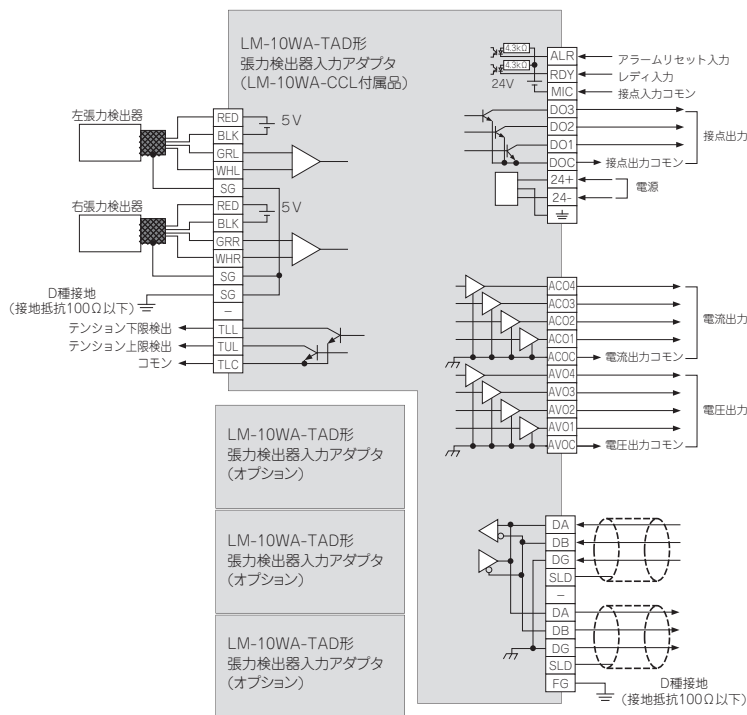 LM-10WA-TAD形
張力検出器入力アダプタ
(LM-10WA-CCL付属品)
左張力検出器
RED
BLK
GRL
WHL
SG
5V
右張力検出器
RED
BLK
GRR
WHR
SG
5V
D種接地
(接地抵抗100Ω以下)
SG
-
テンション下限検出
TLL
テンション上限検出
TUL
コモン
TLC
4.3kΩ
4.3kΩ
24V
ALR
アラームリセット入力
RDY
レディ入力
MIC
接点入力コモン
DO3
DO2
DO1
DOC
接点出力コモン
接点出力
24+
24-
電源
ACO4
ACO3
ACO2
ACO1
ACOC
電流出力コモン
電流出力
AVO4
AVO3
AVO2
AVO1
AVOC
電圧出力コモン
電圧出力
LM-10WA-TAD形
張力検出器入力アダプタ
(オプション)
LM-10WA-TAD形
張力検出器入力アダプタ
(オプション)
LM-10WA-TAD形
張力検出器入力アダプタ
(オプション)
DA
DB
DG
SLD
-
DA
DB
DG
SLD
FG
D種接地
(接地抵抗100Ω以下)